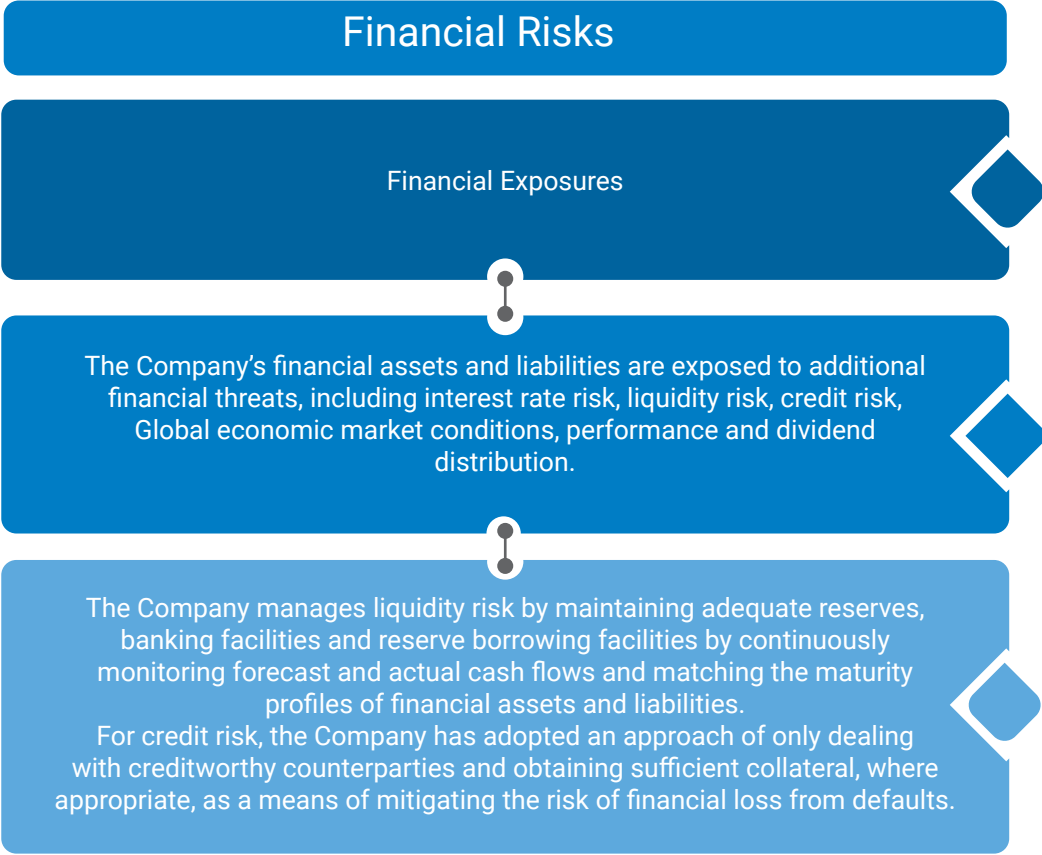 Financial Risks
Financial Exposures
The Company’s financial assets and liabilities are exposed to additional
financial threats, including interest rate risk, liquidity risk, credit risk,
Global economic market conditions, performance and dividend
distribution.
The Company manages liquidity risk by maintaining adequate reserves,
banking facilities and reserve borrowing facilities by continuously
monitoring forecast and actual cash flows and matching the maturity
profiles of financial assets and liabilities.
For credit risk, the Company has adopted an approach of only dealing
with creditworthy counterparties and obtaining sufficient collateral, where
appropriate, as a means of mitigating the risk of financial loss from defaults.